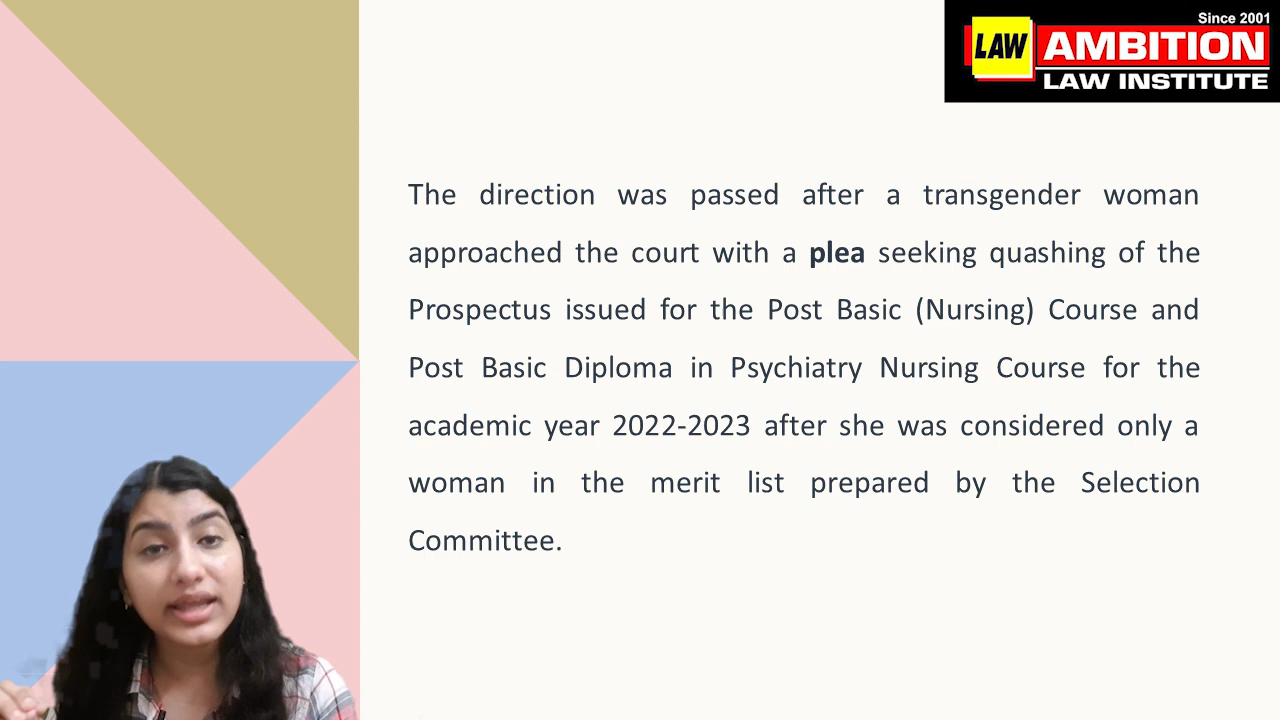 Since 2001
LAW AMBITION
LAW INSTITUTE
The direction was passed after a transgender woman
approached the court with a plea seeking quashing of the
Prospectus issued for the Post Basic (Nursing) Course and
Post Basic Diploma in Psychiatry Nursing Course for the
academic year 2022-2023 after she was considered only a
woman in the merit list prepared by the Selection
Committee.